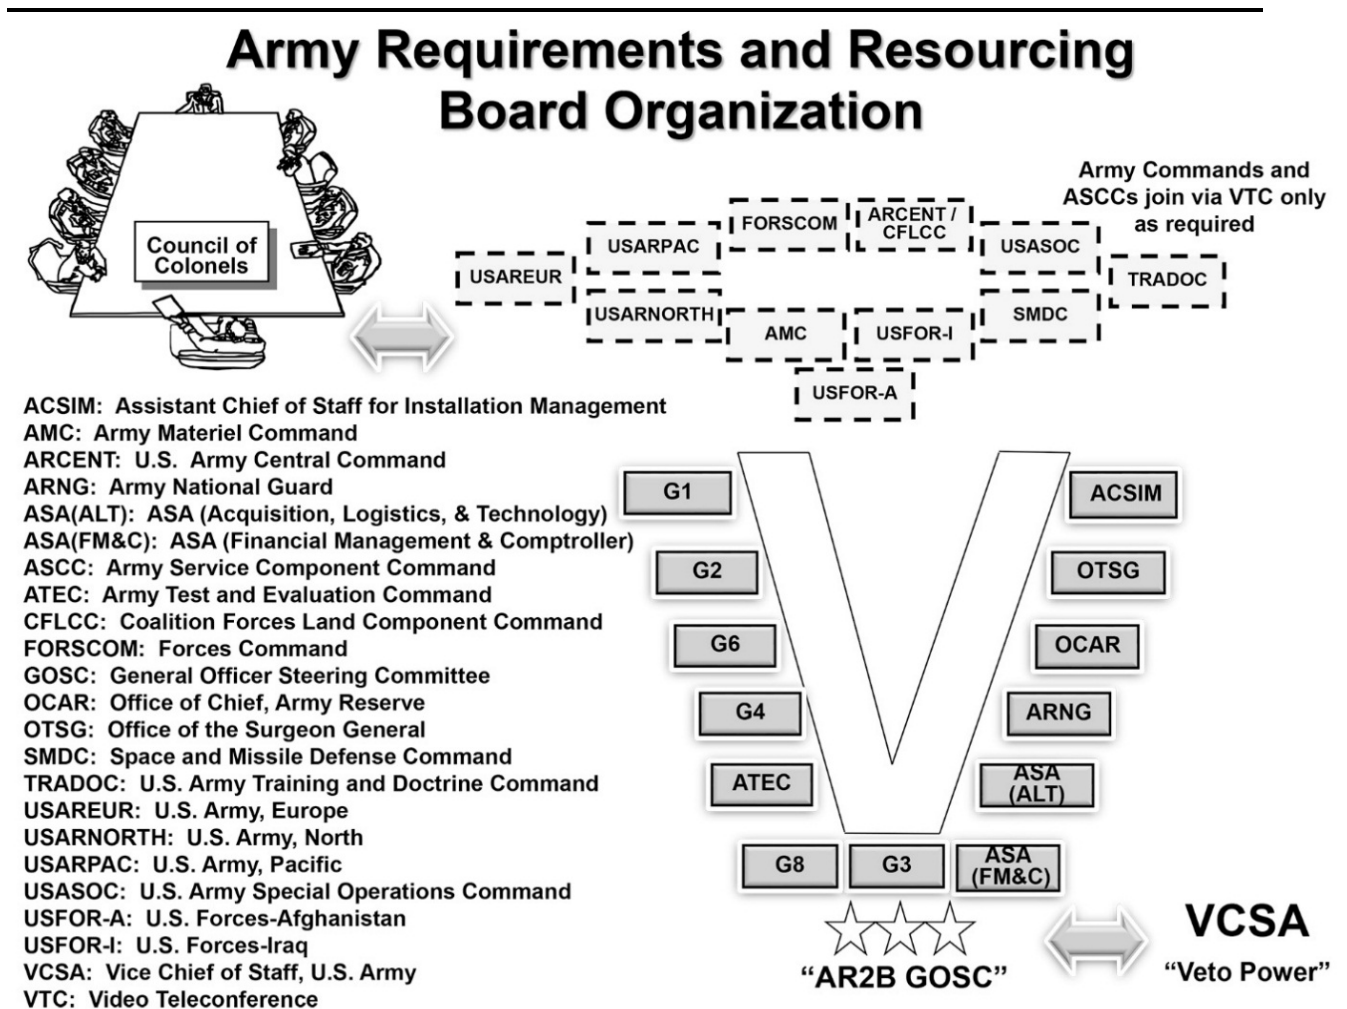 Army Requirements and Resourcing
Board Organization
Council of
Colonels
Army Commands and
ASCCs join via VTC only
as required
USAREUR
USARPAC
FORSCOM
ARCENT /
CFLCC
USASOC
TRADOC
USARNORTH
AMC
USFOR-I
SMDC
USFOR-A
ACSIM: Assistant Chief of Staff for Installation Management
AMC: Army Materiel Command
ARCENT: U.S. Army Central Command
ARNG: Army National Guard
ASA(ALT): ASA (Acquisition, Logistics, & Technology)
ASA(FM&C): ASA (Financial Management & Comptroller)
ASCC: Army Service Component Command
ATEC: Army Test and Evaluation Command
CFLCC: Coalition Forces Land Component Command
FORSCOM: Forces Command
GOSC: General Officer Steering Committee
OCAR: Office of Chief, Army Reserve
OTSG: Office of the Surgeon General
SMDC: Space and Missile Defense Command
TRADOC: U.S. Army Training and Doctrine Command
USAREUR: U.S. Army, Europe
USARNORTH: U.S. Army, North
USARPAC: U.S. Army, Pacific
USASOC: U.S. Army Special Operations Command
USFOR-A: U.S. Forces-Afghanistan
USFOR-I: U.S. Forces-Iraq
VCSA: Vice Chief of Staff, U.S. Army
VTC: Video Teleconference
G1
G2
G6
G4
ATEC
G8
G3
ASA
(FM&C)
ASA
(ALT)
ARNG
OCAR
OTSG
ACSIM
“AR2B GOSC”
VCSA
“Veto Power”